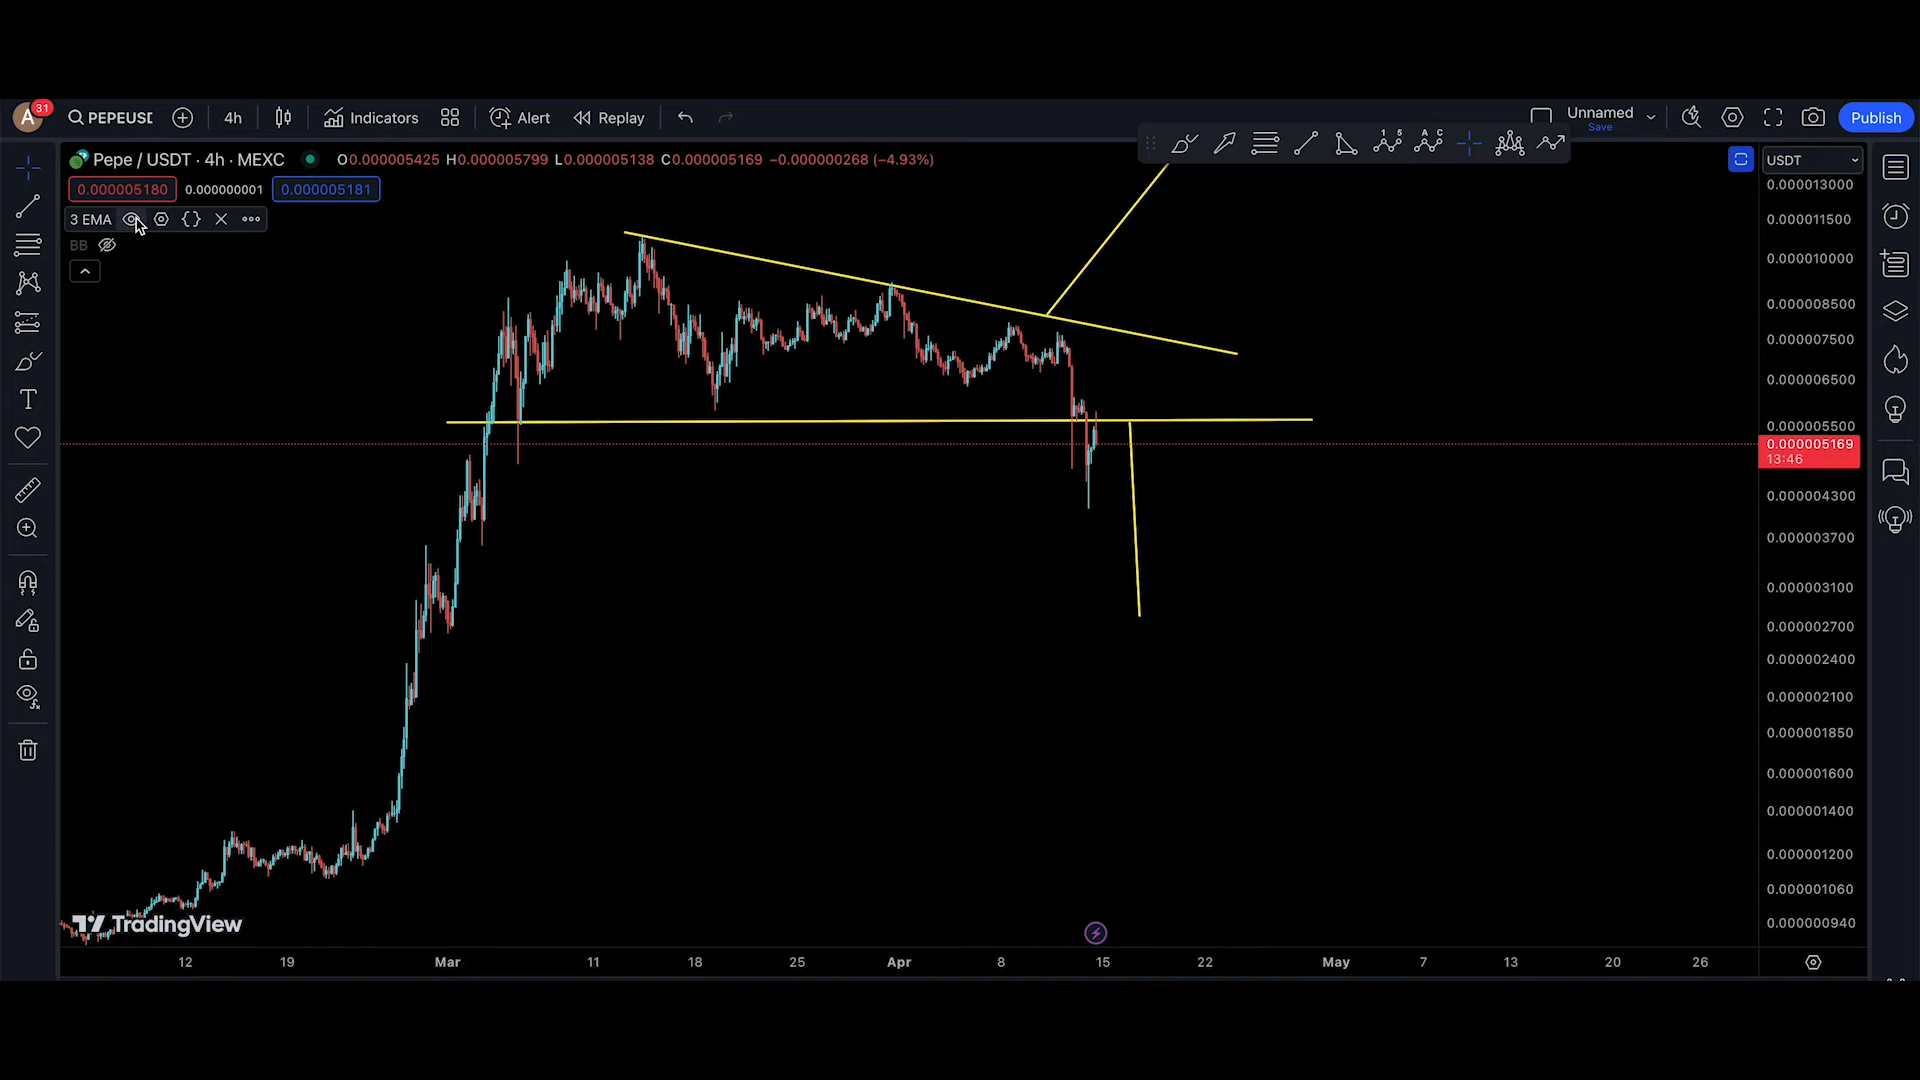 A 31 PEPEUSD 4h Indicators Alert Replay Unnamed Save Publish
Pepe / USDT · 4h · MEXC O0.000005425 H0.000005799 L0.000005138 C0.000005169 −0.000000268 (−4.93%)
USDT
0.000005180 0.000000001 0.000005181
3 EMA
BB
0.000013000
0.000011500
0.000010000
0.000008500
0.000007500
0.000006500
0.000005500
0.000005169
13:46
0.000004300
0.000003700
0.000003100
0.000002700
0.000002400
0.000002100
0.000001850
0.000001600
0.000001400
0.000001200
0.000001060
0.000000940
TradingView
12 19 Mar 11 18 25 Apr 8 15 22 May 7 13 20 26